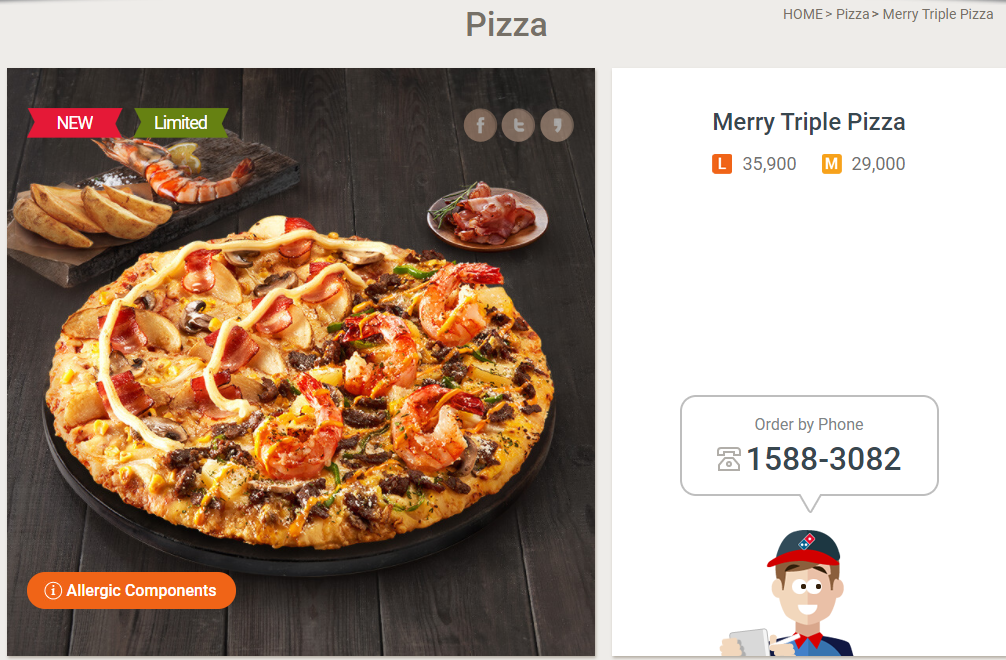 Pizza
HOME > Pizza > Merry Triple Pizza
NEW
Limited
Merry Triple Pizza
L 35,900 M 29,000
Order by Phone
1588-3082
Allergic Components